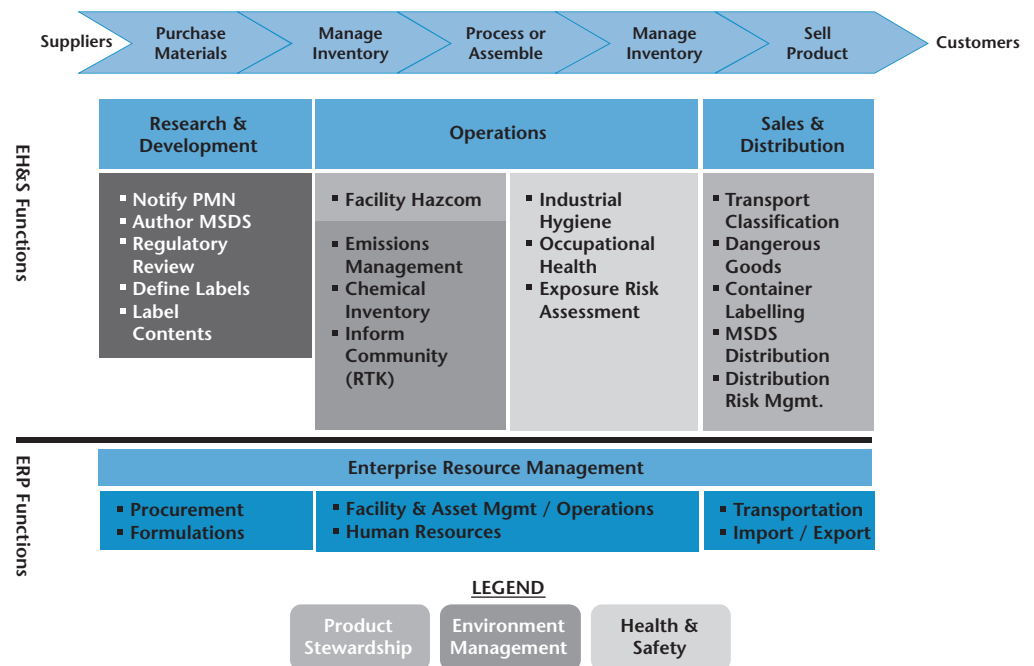 Suppliers
Purchase
Materials
Manage
Inventory
Process or
Assemble
Manage
Inventory
Sell
Product
Customers
EH&S Functions
Research &
Development
Operations
Sales &
Distribution
▪ Notify PMN
▪ Author MSDS
▪ Regulatory
Review
▪ Define Labels
▪ Label
Contents
▪ Facility Hazcom
▪ Emissions
Management
▪ Chemical
Inventory
▪ Inform
Community
(RTK)
▪ Industrial
Hygiene
▪ Occupational
Health
▪ Exposure Risk
Assessment
▪ Transport
Classification
▪ Dangerous
Goods
▪ Container
Labelling
▪ MSDS
Distribution
▪ Distribution
Risk Mgmt.
ERP Functions
Enterprise Resource Management
▪ Procurement
▪ Formulations
▪ Facility & Asset Mgmt / Operations
▪ Human Resources
▪ Transportation
▪ Import / Export
LEGEND
Product
Stewardship
Environment
Management
Health &
Safety